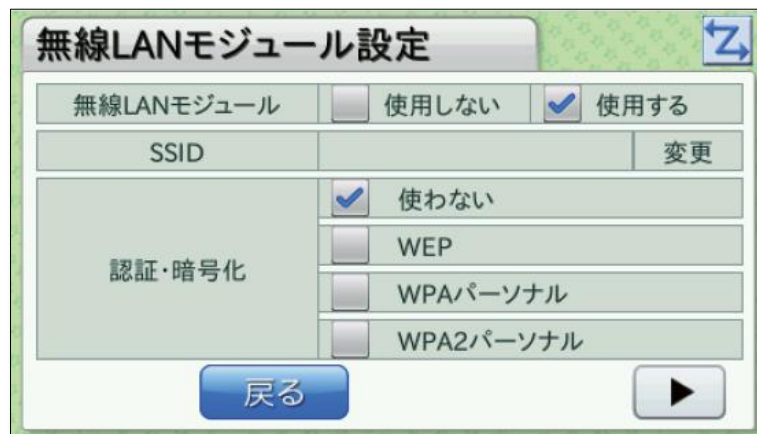 無線LANモジュール設定
無線LANモジュール 使用しない 使用する
SSID 変更
認証・暗号化
使わない
WEP
WPAパーソナル
WPA2パーソナル
戻る